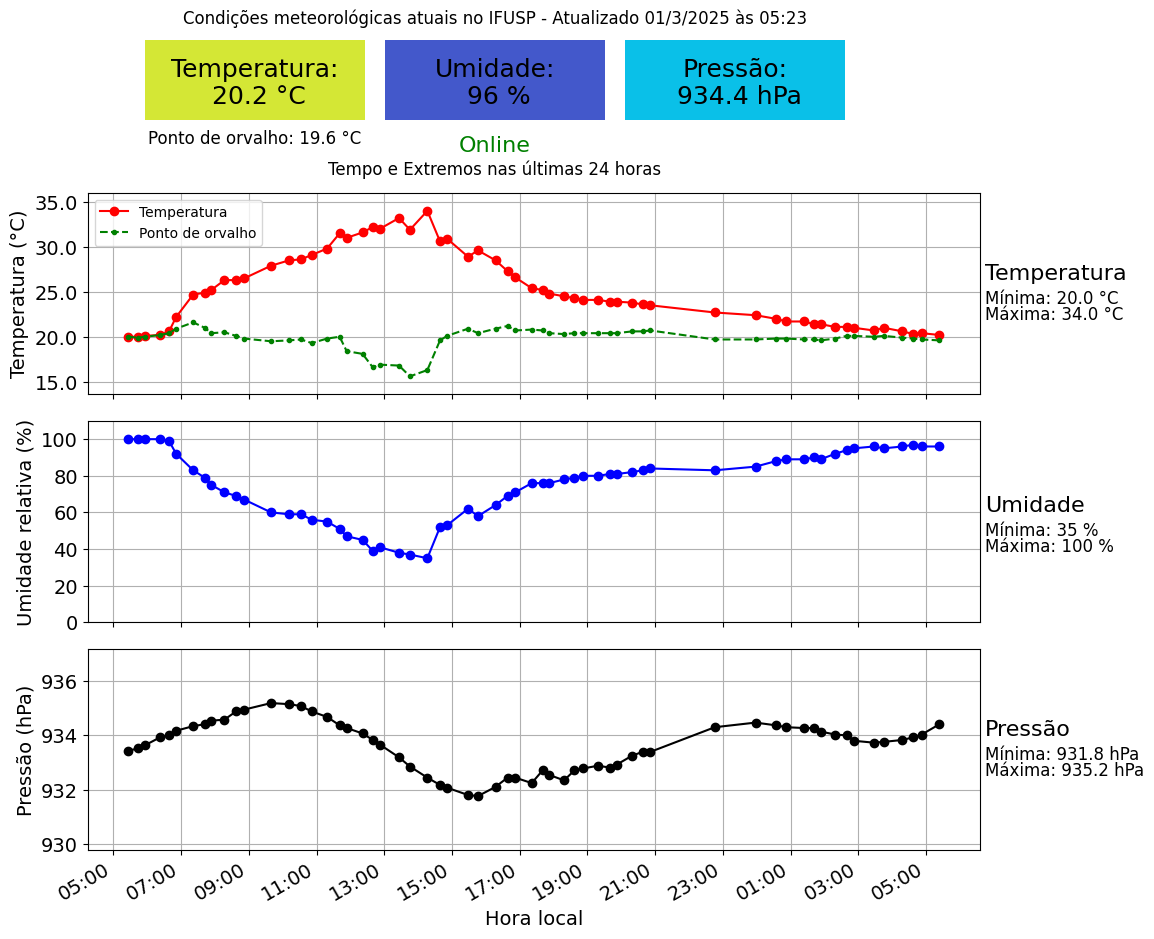 Condições meteorológicas atuais no IFUSP - Atualizado 01/3/2025 às 05:23
Temperatura:
20.2 °C
Umidade:
96 %
Pressão:
934.4 hPa
Ponto de orvalho: 19.6 °C
Online
Tempo e Extremos nas últimas 24 horas
Temperatura (°C)
35.0
30.0
25.0
20.0
15.0
Temperatura
Ponto de orvalho
Temperatura
Mínima: 20.0 °C
Máxima: 34.0 °C
Umidade relativa (%)
100
80
60
40
20
0
Umidade
Mínima: 35 %
Máxima: 100 %
Pressão (hPa)
936
934
932
930
Pressão
Mínima: 931.8 hPa
Máxima: 935.2 hPa
05:00
07:00
09:00
11:00
13:00
15:00
17:00
19:00
21:00
23:00
01:00
03:00
05:00
Hora local